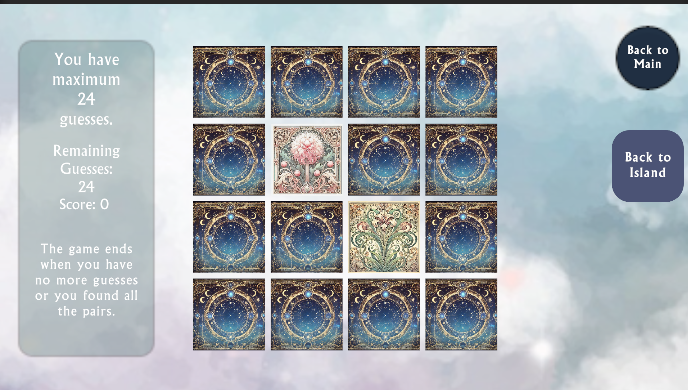 You have
maximum
24
guesses.
Remaining
Guesses:
24
Score: 0
The game ends
when you have
no more guesses
or you found all
the pairs.
Back to
Main
Back to
Island